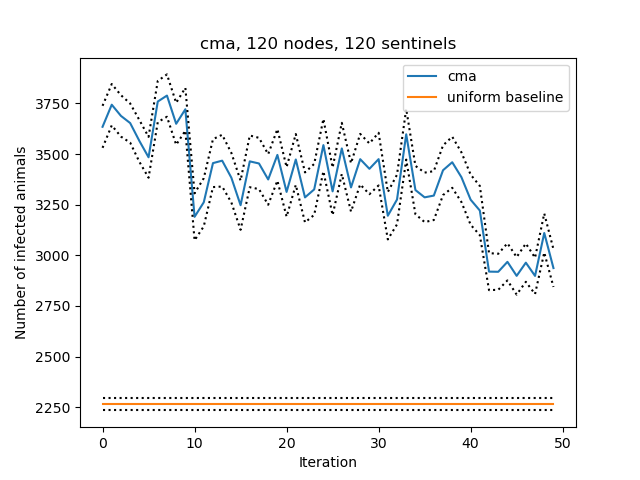 cma, 120 nodes, 120 sentinels
cma
uniform baseline
Number of infected animals
3750
3500
3250
3000
2750
2500
2250
0 10 20 30 40 50
Iteration